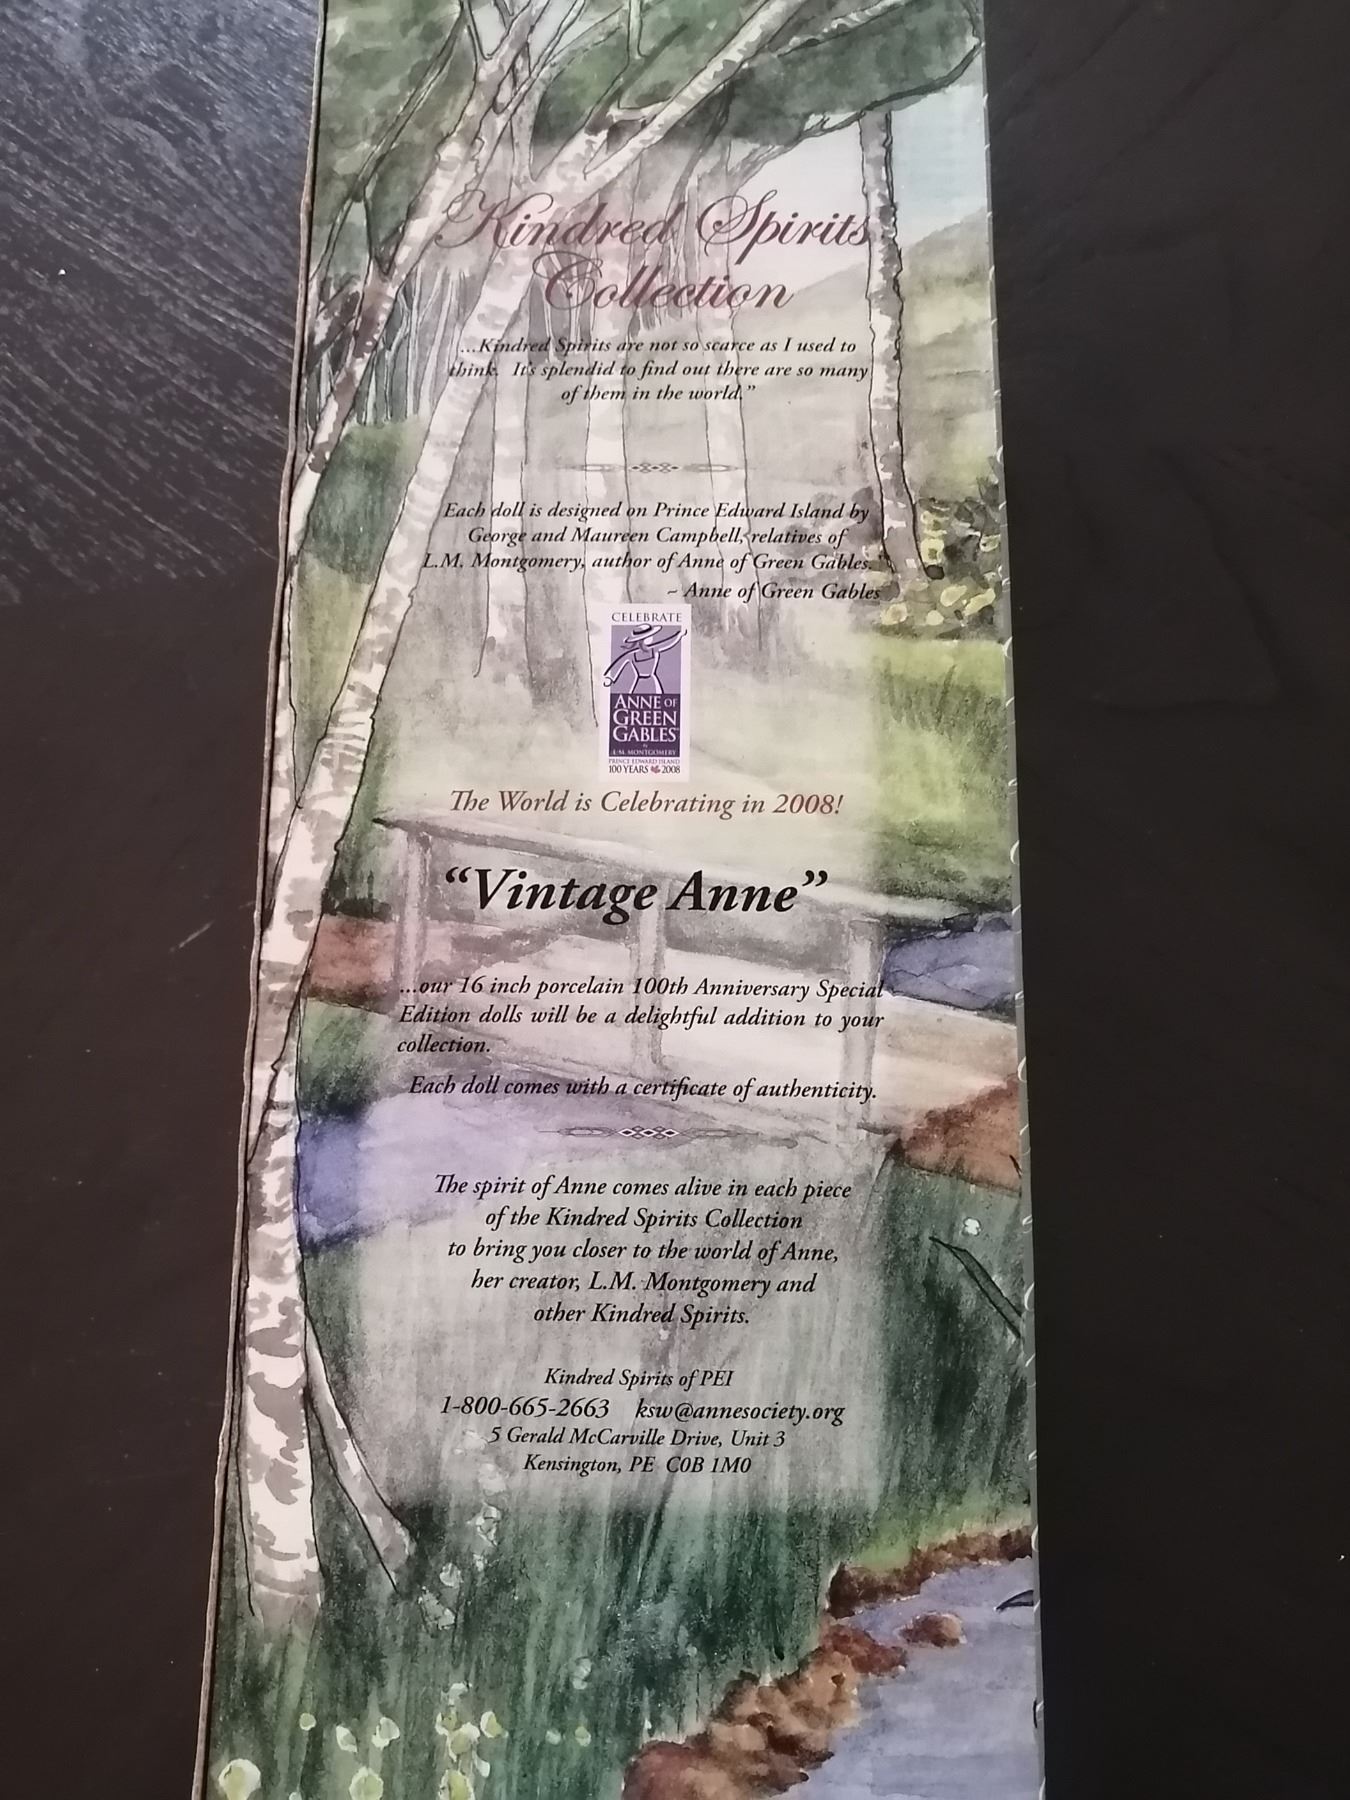 Kindred Spirits
Collection
...Kindred Spirits are not so scarce as I used to
think.  It's splendid to find out there are so many
of them in the world."
Each doll is designed on Prince Edward Island by
George and Maureen Campbell, relatives of
L.M. Montgomery, author of Anne of Green Gables.
~ Anne of Green Gables
CELEBRATE
ANNE OF
GREEN
GABLES
BY
L.M. MONTGOMERY
PRINCE EDWARD ISLAND
100 YEARS 2008
The World is Celebrating in 2008!
“Vintage Anne”
...our 16 inch porcelain 100th Anniversary Special
Edition dolls will be a delightful addition to your
collection.
Each doll comes with a certificate of authenticity.
The spirit of Anne comes alive in each piece
of the Kindred Spirits Collection
to bring you closer to the world of Anne,
her creator, L.M. Montgomery and
other Kindred Spirits.
Kindred Spirits of PEI
1-800-665-2663 ksw@annesociety.org
5 Gerald McCarville Drive, Unit 3
Kensington, PE C0B 1M0